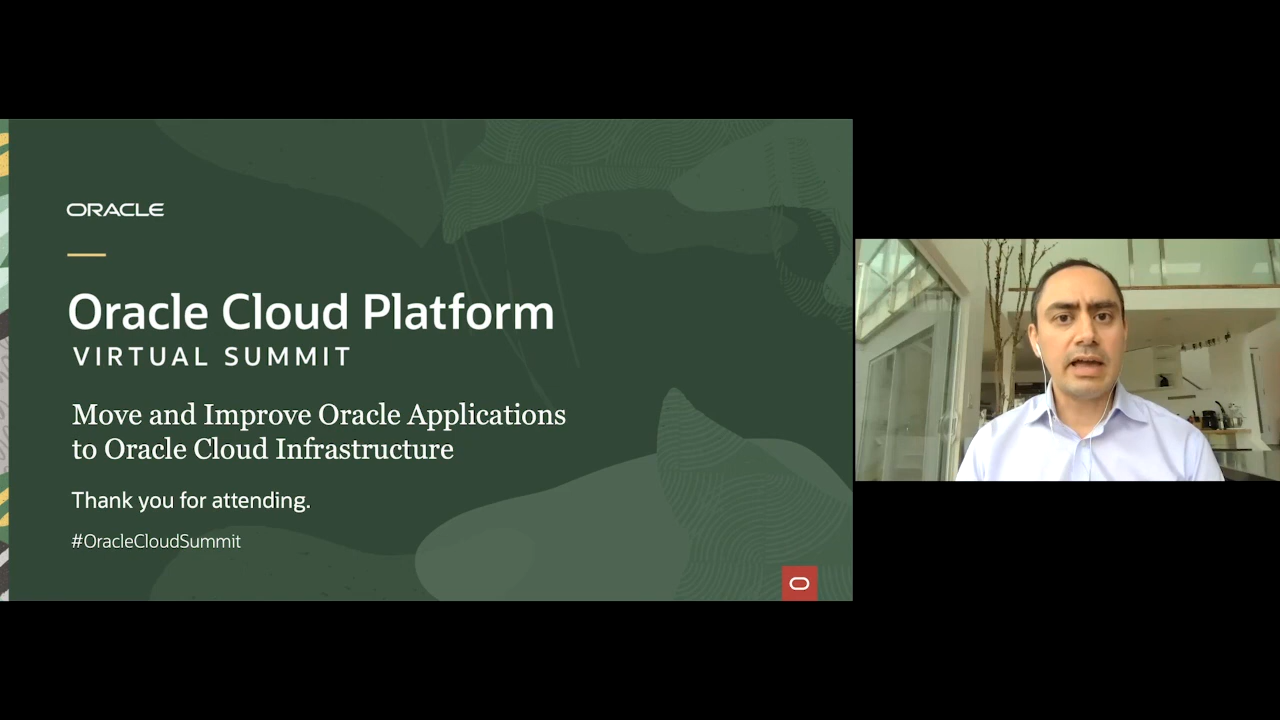 ORACLE
Oracle Cloud Platform
VIRTUAL SUMMIT
Move and Improve Oracle Applications
to Oracle Cloud Infrastructure
Thank you for attending.
#OracleCloudSummit